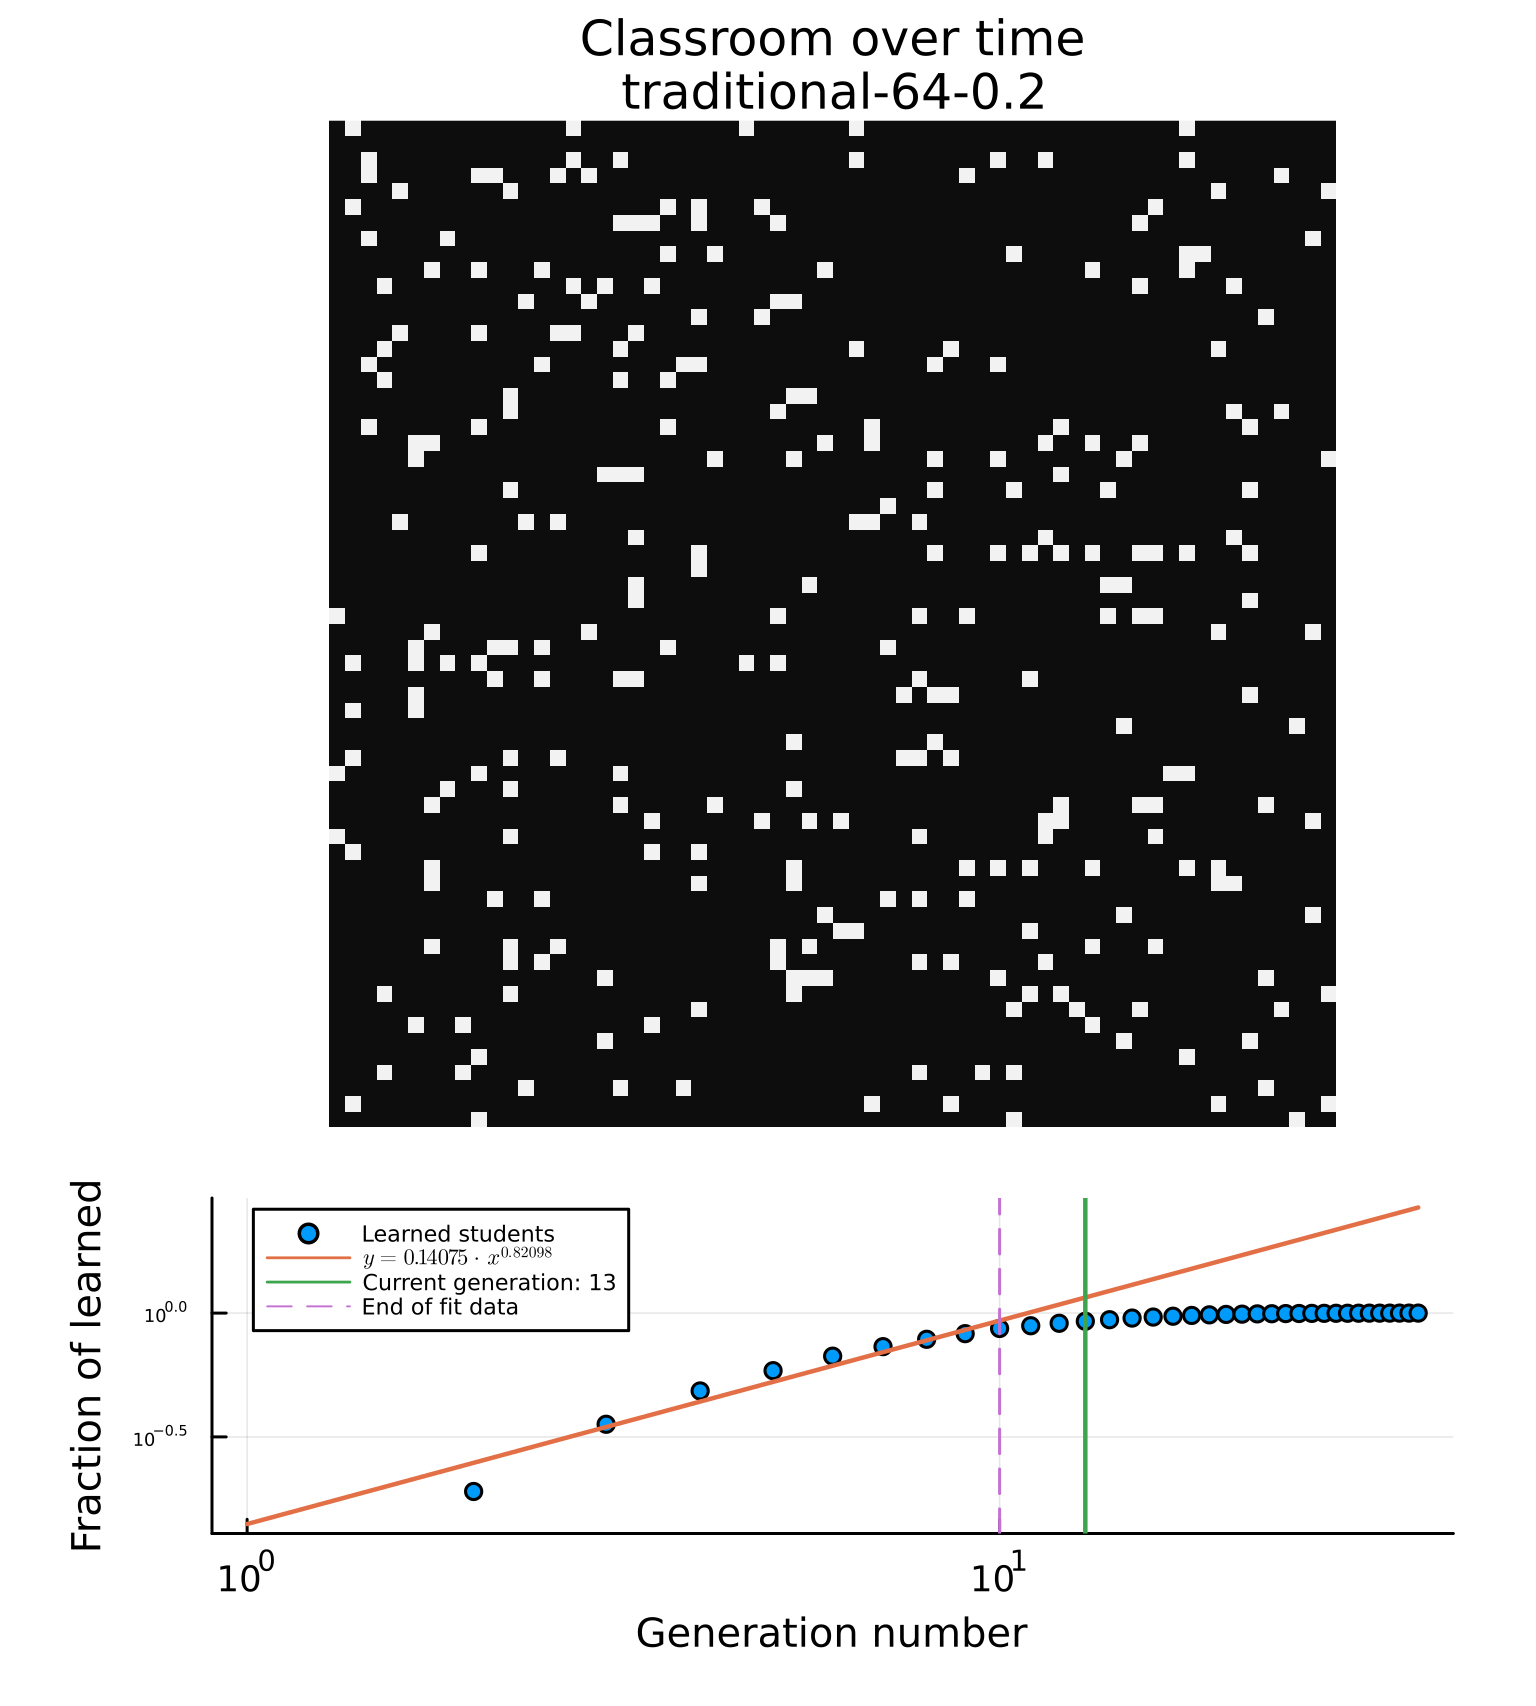 Classroom over time
traditional-64-0.2
Fraction of learned
Learned students
y = 0.14075 · x^0.82098
Current generation: 13
End of fit data
10^0.0
10^−0.5
10^0
10^1
Generation number